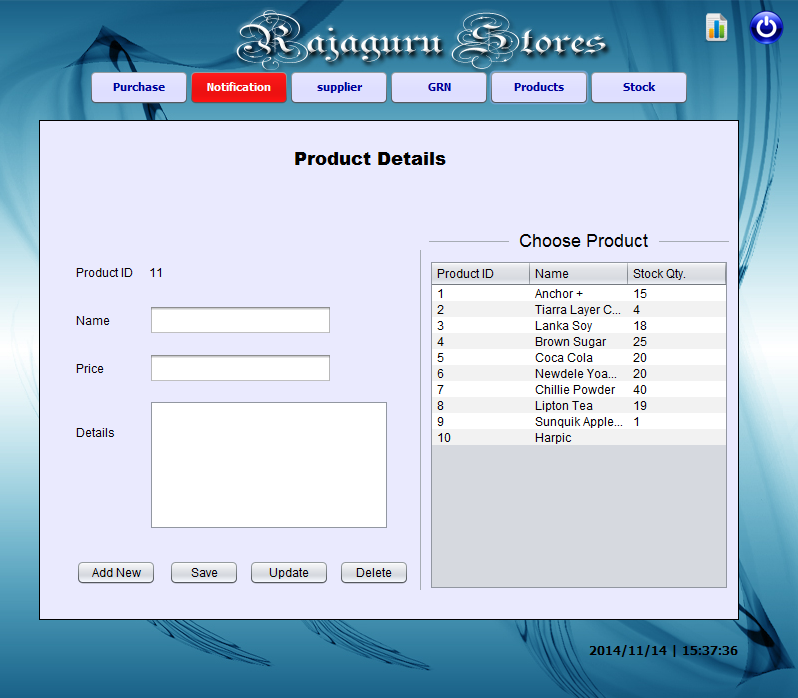 Rajaguru Stores
Purchase Notification supplier GRN Products Stock
Product Details
Choose Product
Product ID 11
Name
Price
Details
Add New Save Update Delete
Product ID Name Stock Qty.
1 Anchor + 15
2 Tiarra Layer C... 4
3 Lanka Soy 18
4 Brown Sugar 25
5 Coca Cola 20
6 Newdele Yoa... 20
7 Chillie Powder 40
8 Lipton Tea 19
9 Sunquik Apple... 1
10 Harpic
2014/11/14 | 15:37:36